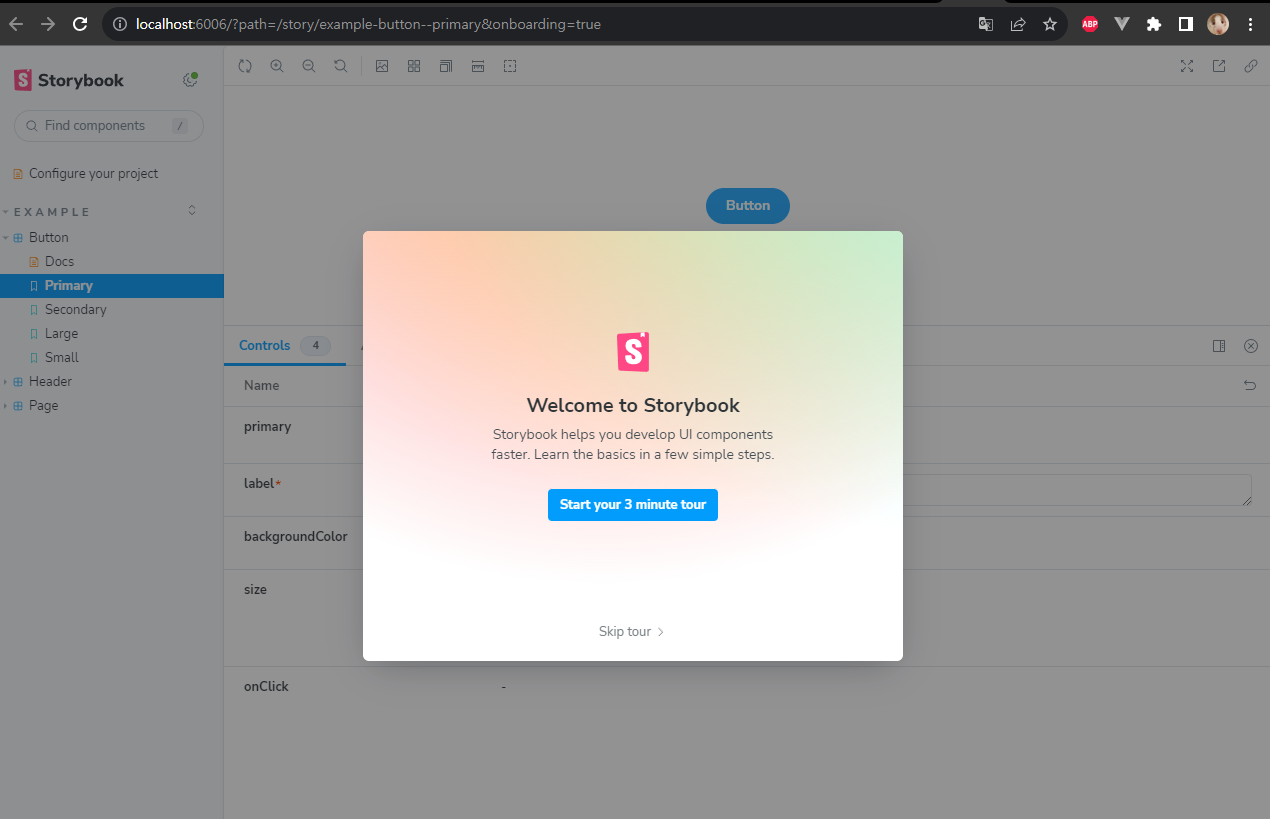 localhost:6006/?path=/story/example-button--primary&onboarding=true
ABP
S Storybook
Find components /
Configure your project
EXAMPLE
Button
Docs
Primary
Secondary
Large
Small
Header
Page
Button
Controls 4
Name
primary
label*
backgroundColor
size
onClick -
S
Welcome to Storybook
Storybook helps you develop UI components
faster. Learn the basics in a few simple steps.
Start your 3 minute tour
Skip tour